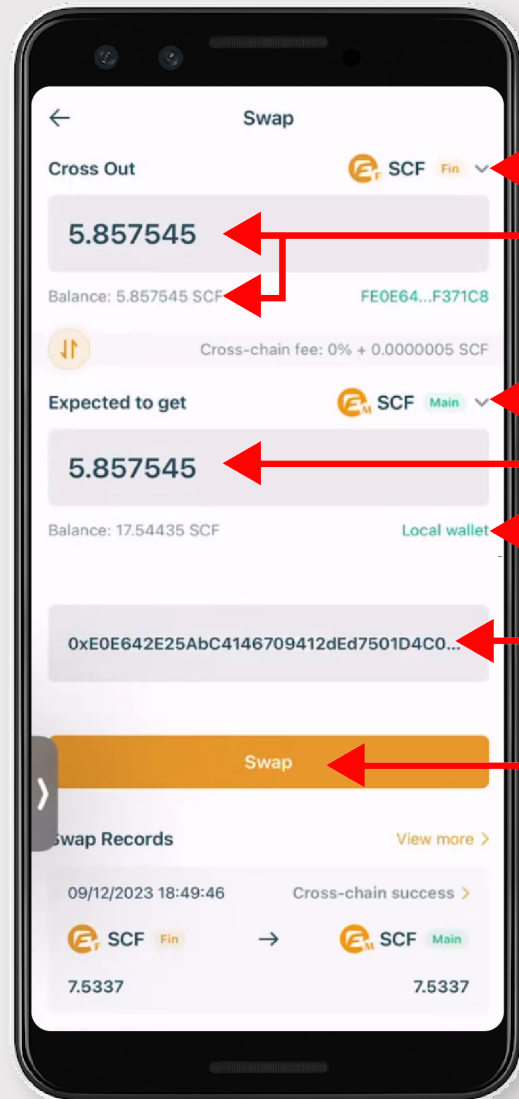 Swap
Cross Out SCF Fin
5.857545
Balance: 5.857545 SCF FE0E64...F371C8
Cross-chain fee: 0% + 0.0000005 SCF
Expected to get SCF Main
5.857545
Balance: 17.54435 SCF Local wallet
0xE0E642E25AbC4146709412dEd7501D4C0...
Swap
Swap Records View more >
09/12/2023 18:49:46 Cross-chain success >
SCF Fin → SCF Main
7.5337 7.5337